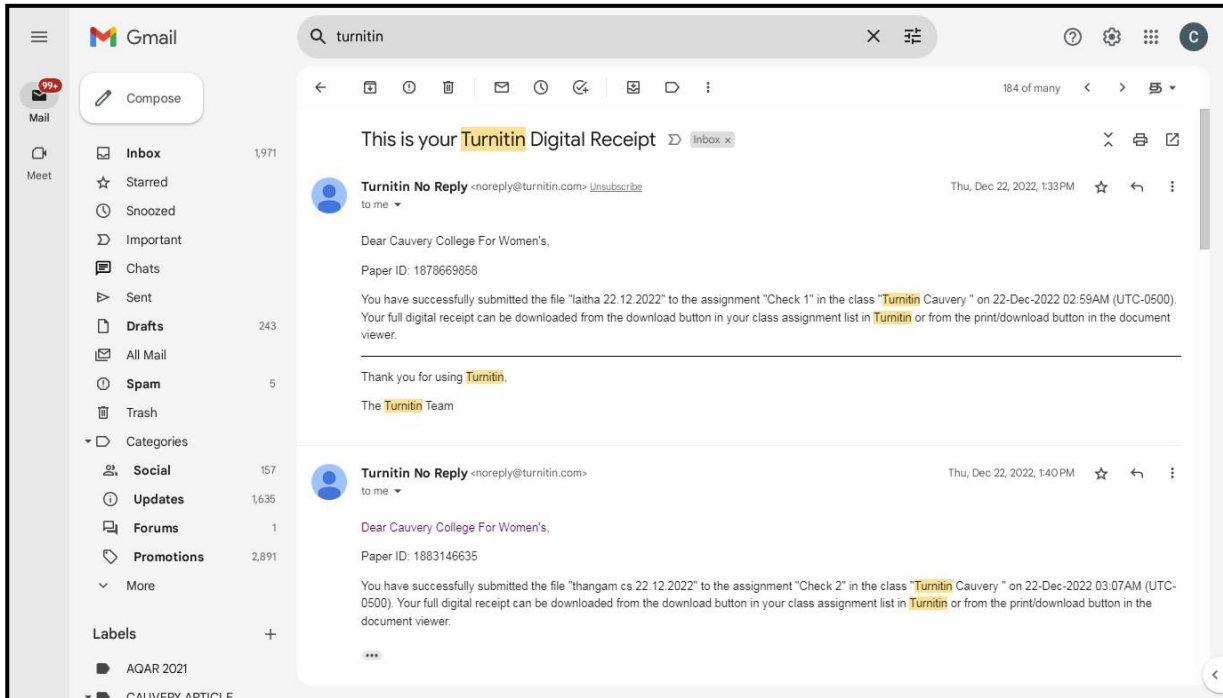 Gmail
turnitin
C
99+
Mail
Meet
Compose
Inbox 1,971
Starred
Snoozed
Important
Chats
Sent
Drafts 243
All Mail
Spam 5
Trash
Categories
Social 157
Updates 1,635
Forums 1
Promotions 2,891
More
Labels +
AQAR 2021
CAUVERY ARTICLE
184 of many
This is your Turnitin Digital Receipt Inbox x
Turnitin No Reply <noreply@turnitin.com> Unsubscribe Thu, Dec 22, 2022, 1:33 PM
to me
Dear Cauvery College For Women's,
Paper ID: 1878669858
You have successfully submitted the file "laitha 22.12.2022" to the assignment "Check 1" in the class "Turnitin Cauvery " on 22-Dec-2022 02:59AM (UTC-0500).
Your full digital receipt can be downloaded from the download button in your class assignment list in Turnitin or from the print/download button in the document
viewer.
Thank you for using Turnitin,
The Turnitin Team
Turnitin No Reply <noreply@turnitin.com> Thu, Dec 22, 2022, 1:40 PM
to me
Dear Cauvery College For Women's,
Paper ID: 1883146635
You have successfully submitted the file "thangam cs 22.12.2022" to the assignment "Check 2" in the class "Turnitin Cauvery " on 22-Dec-2022 03:07AM (UTC-
0500). Your full digital receipt can be downloaded from the download button in your class assignment list in Turnitin or from the print/download button in the
document viewer.